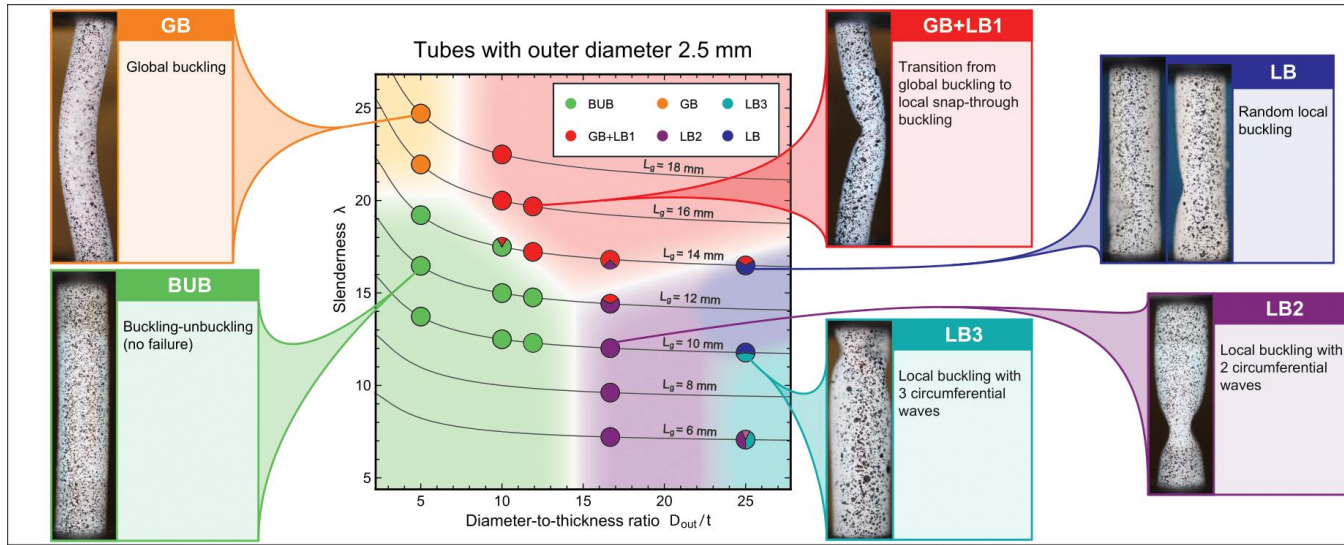 GB
Global buckling
BUB
Buckling-unbuckling
(no failure)
Tubes with outer diameter 2.5 mm
BUB
GB
LB3
GB+LB1
LB2
LB
Lg = 18 mm
Lg = 16 mm
Lg = 14 mm
Lg = 12 mm
Lg = 10 mm
Lg = 8 mm
Lg = 6 mm
25
20
15
10
5
Slenderness λ
5
10
15
20
25
Diameter-to-thickness ratio Dout/t
GB+LB1
Transition from
global buckling to
local snap-through
buckling
LB
Random local
buckling
LB3
Local buckling with
3 circumferential
waves
LB2
Local buckling with
2 circumferential
waves